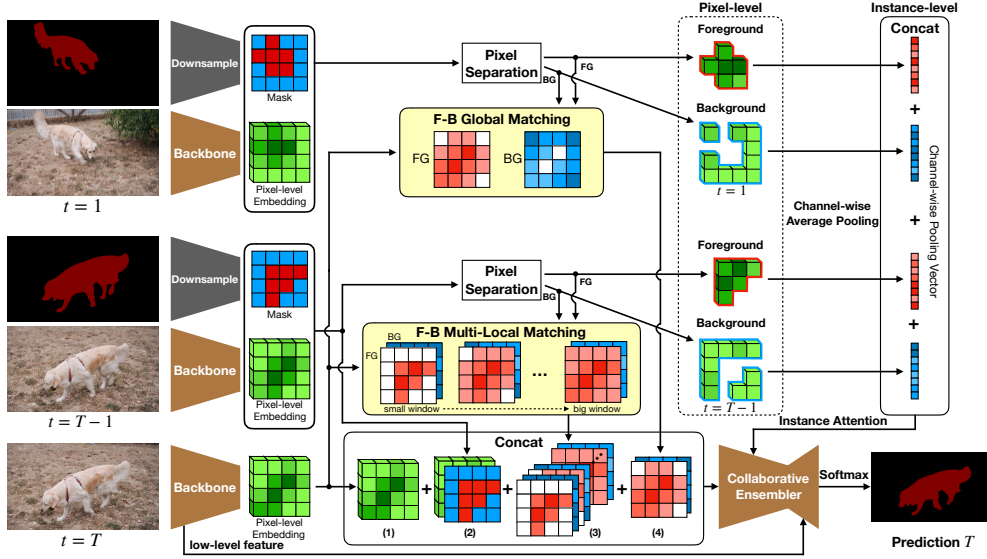 Pixel-level
Instance-level
Foreground
Concat
Downsample
Mask
Pixel
Separation
FG
BG
Background
F-B Global Matching
FG
BG
Backbone
Pixel-level
Embedding
t = 1
t = 1
Channel-wise
Average Pooling
Channel-wise Pooling Vector
+
+
+
Foreground
Downsample
Mask
Pixel
Separation
FG
BG
Background
F-B Multi-Local Matching
BG
FG
...
small window
big window
Backbone
Pixel-level
Embedding
t = T − 1
t = T − 1
Instance Attention
Concat
Backbone
Pixel-level
Embedding
+
+
+
(1)
(2)
(3)
(4)
Collaborative
Ensembler
Softmax
t = T
low-level feature
Prediction T